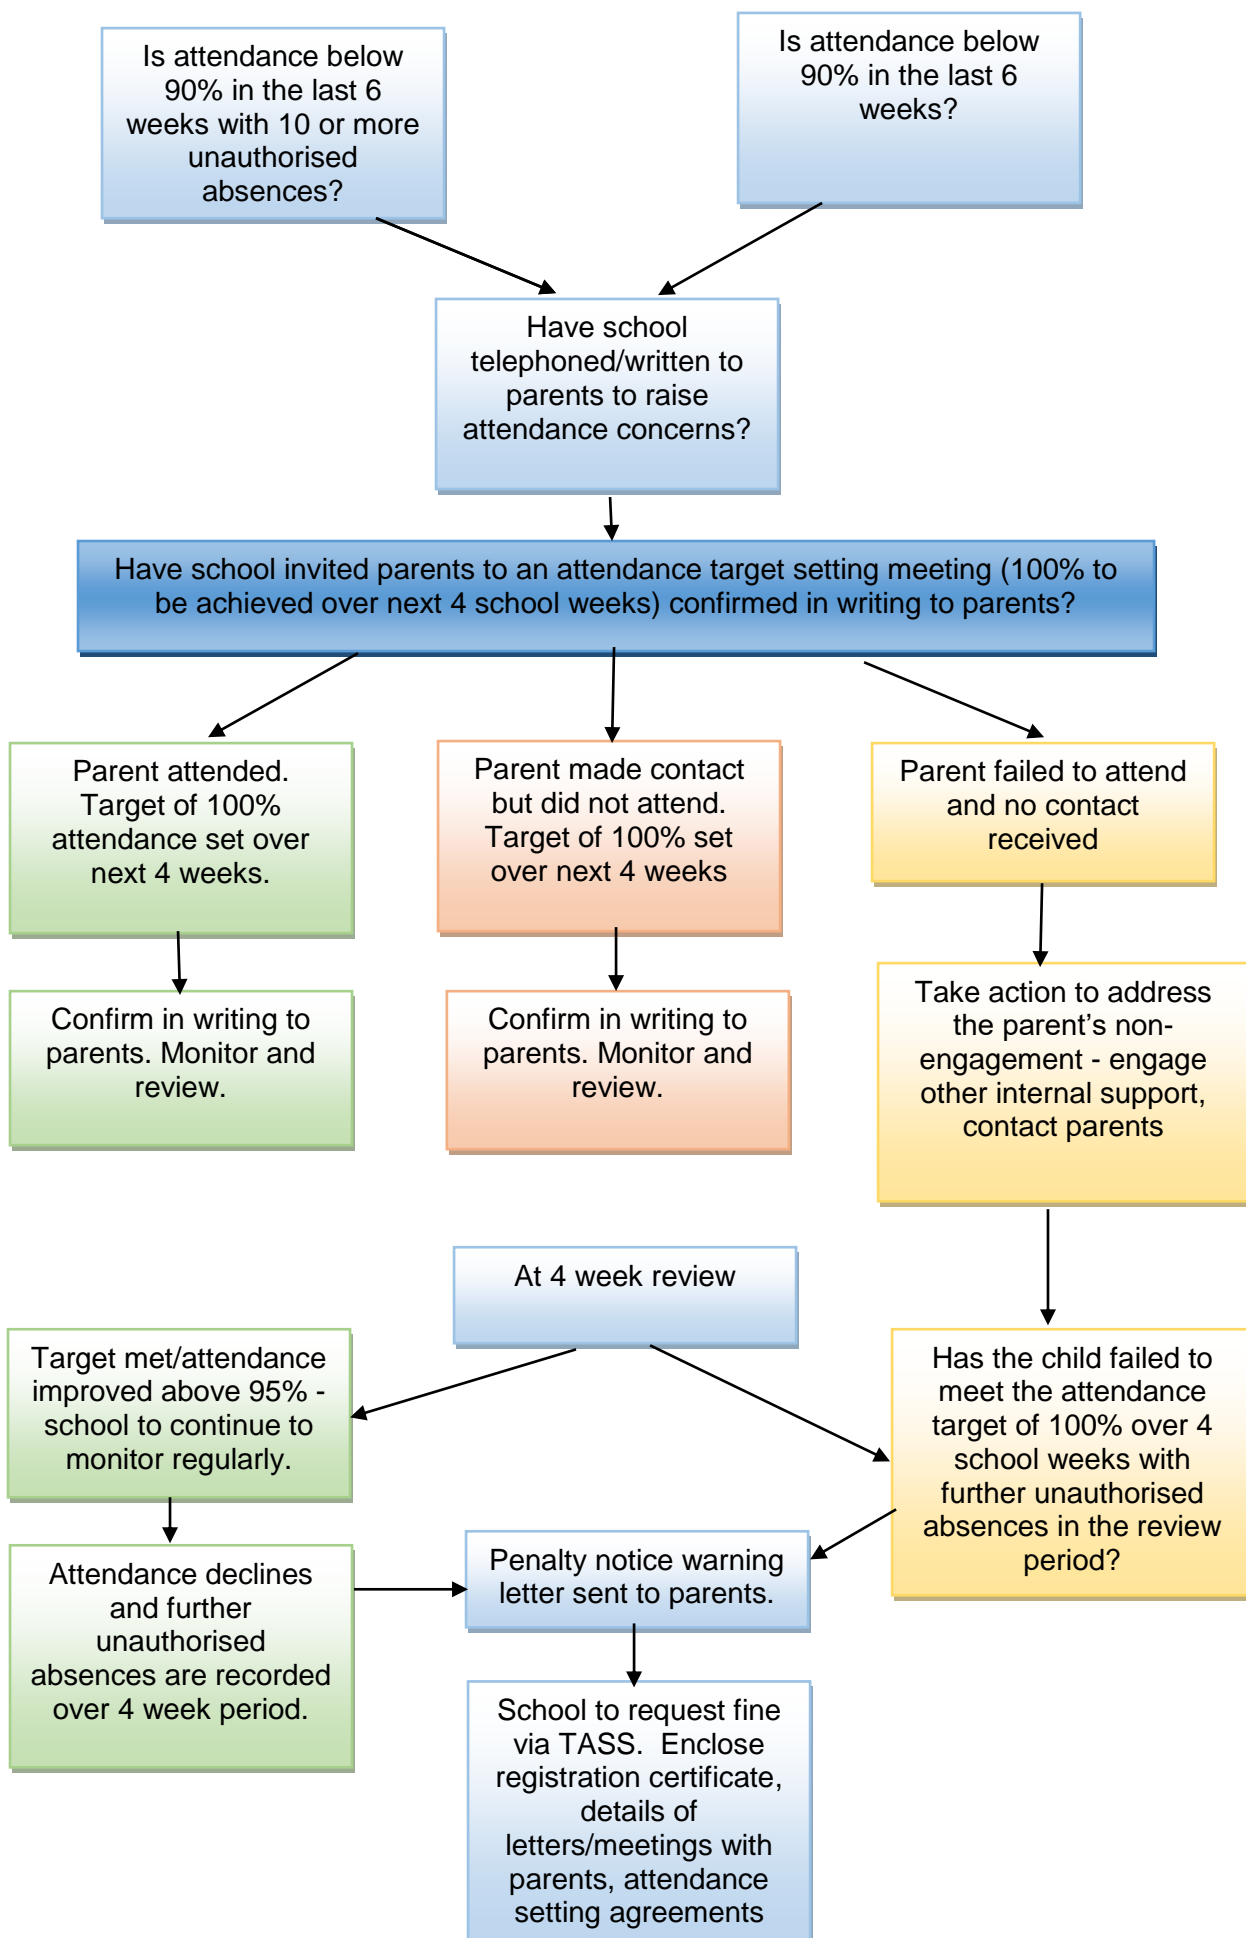 Is attendance below
90% in the last 6
weeks with 10 or more
unauthorised
absences?
Is attendance below
90% in the last 6
weeks?
Have school
telephoned/written to
parents to raise
attendance concerns?
Have school invited parents to an attendance target setting meeting (100% to
be achieved over next 4 school weeks) confirmed in writing to parents?
Parent attended.
Target of 100%
attendance set over
next 4 weeks.
Parent made contact
but did not attend.
Target of 100% set
over next 4 weeks
Parent failed to attend
and no contact
received
Confirm in writing to
parents. Monitor and
review.
Confirm in writing to
parents. Monitor and
review.
Take action to address
the parent’s non-
engagement - engage
other internal support,
contact parents
At 4 week review
Target met/attendance
improved above 95% -
school to continue to
monitor regularly.
Has the child failed to
meet the attendance
target of 100% over 4
school weeks with
further unauthorised
absences in the review
period?
Attendance declines
and further
unauthorised
absences are recorded
over 4 week period.
Penalty notice warning
letter sent to parents.
School to request fine
via TASS.  Enclose
registration certificate,
details of
letters/meetings with
parents, attendance
setting agreements